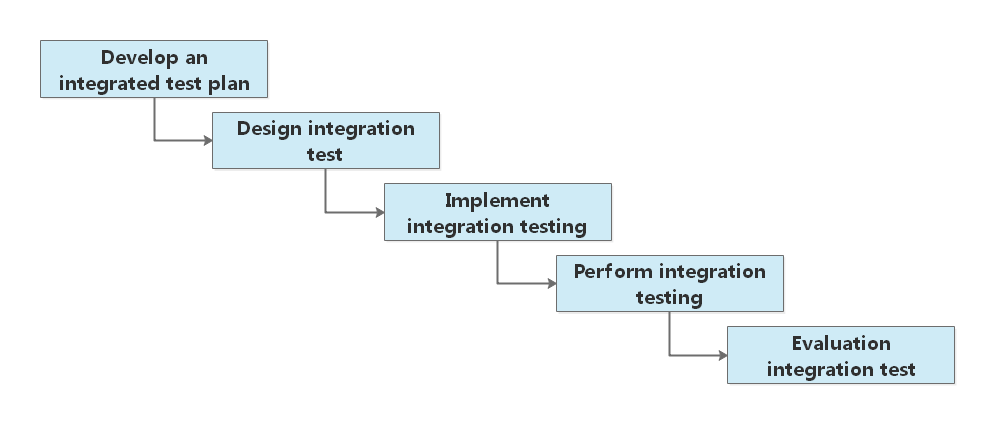 Develop an
integrated test plan
Design integration
test
Implement
integration testing
Perform integration
testing
Evaluation
integration test